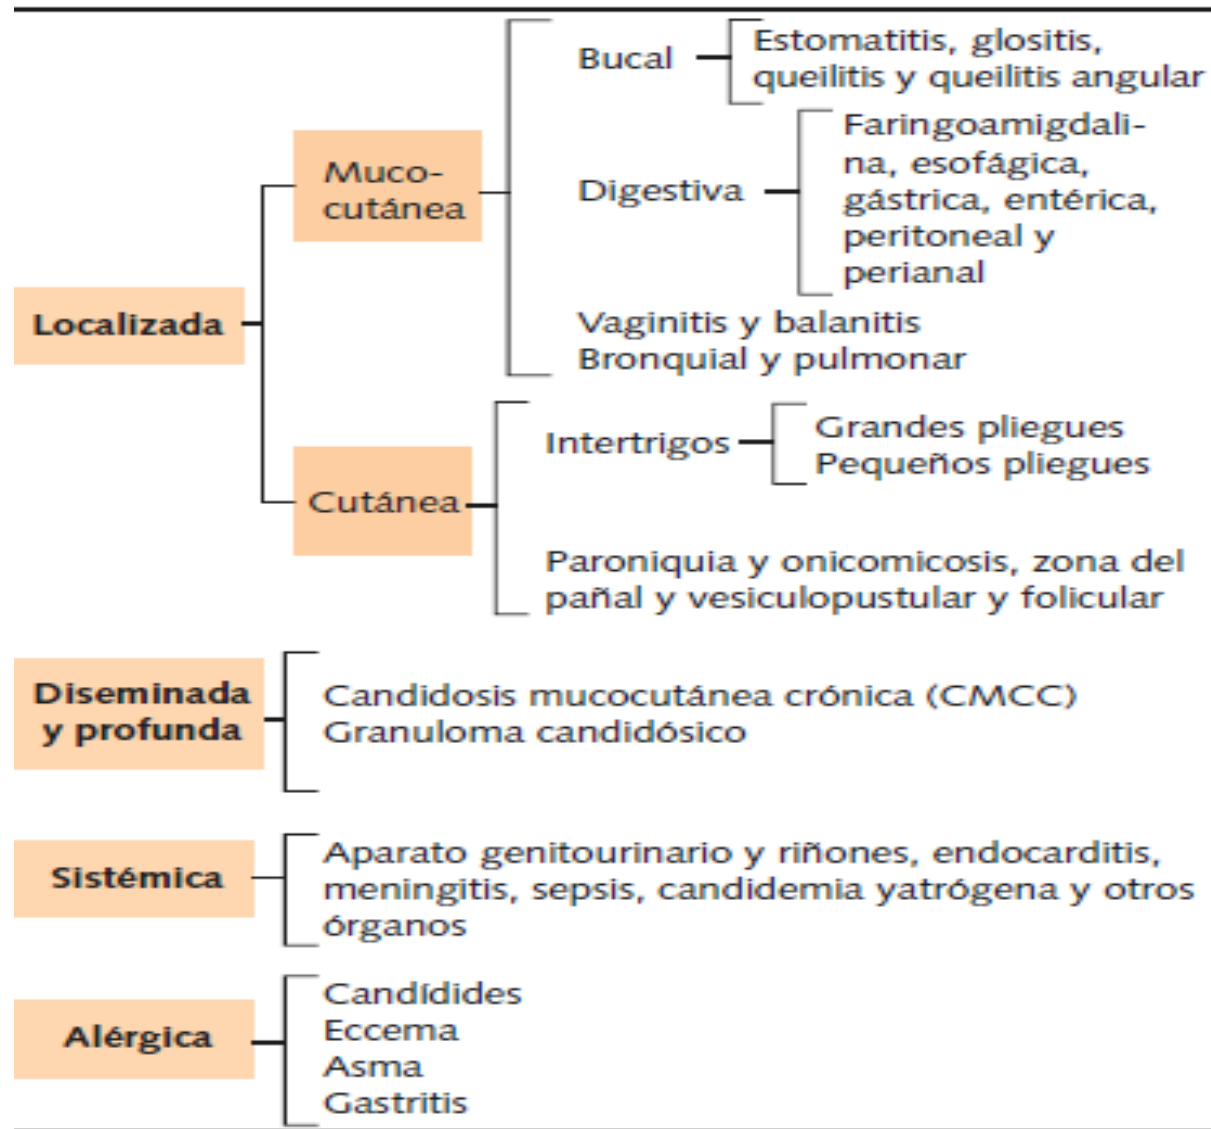 Localizada
Muco-
cutánea
Bucal
Estomatitis, glositis,
queilitis y queilitis angular
Digestiva
Faringoamigdali-
na, esofágica,
gástrica, entérica,
peritoneal y
perianal
Vaginitis y balanitis
Bronquial y pulmonar
Cutánea
Intertrigos
Grandes pliegues
Pequeños pliegues
Paroniquia y onicomicosis, zona del
pañal y vesiculopustular y folicular
Diseminada
y profunda
Candidosis mucocutánea crónica (CMCC)
Granuloma candidósico
Sistémica
Aparato genitourinario y riñones, endocarditis,
meningitis, sepsis, candidemia yatrógena y otros
órganos
Alérgica
Candídides
Eccema
Asma
Gastritis